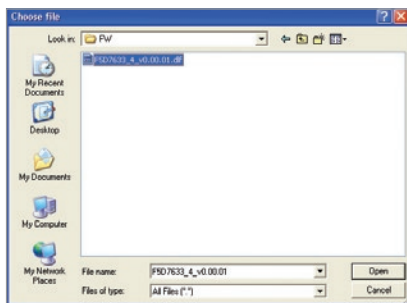 Choose file
Look in: FW
F5D7633_4_v0.00.01.dlf
My Recent Documents
Desktop
My Documents
My Computer
My Network Places
File name: F5D7633_4_v0.00.01 Open
Files of type: All Files (*.*) Cancel